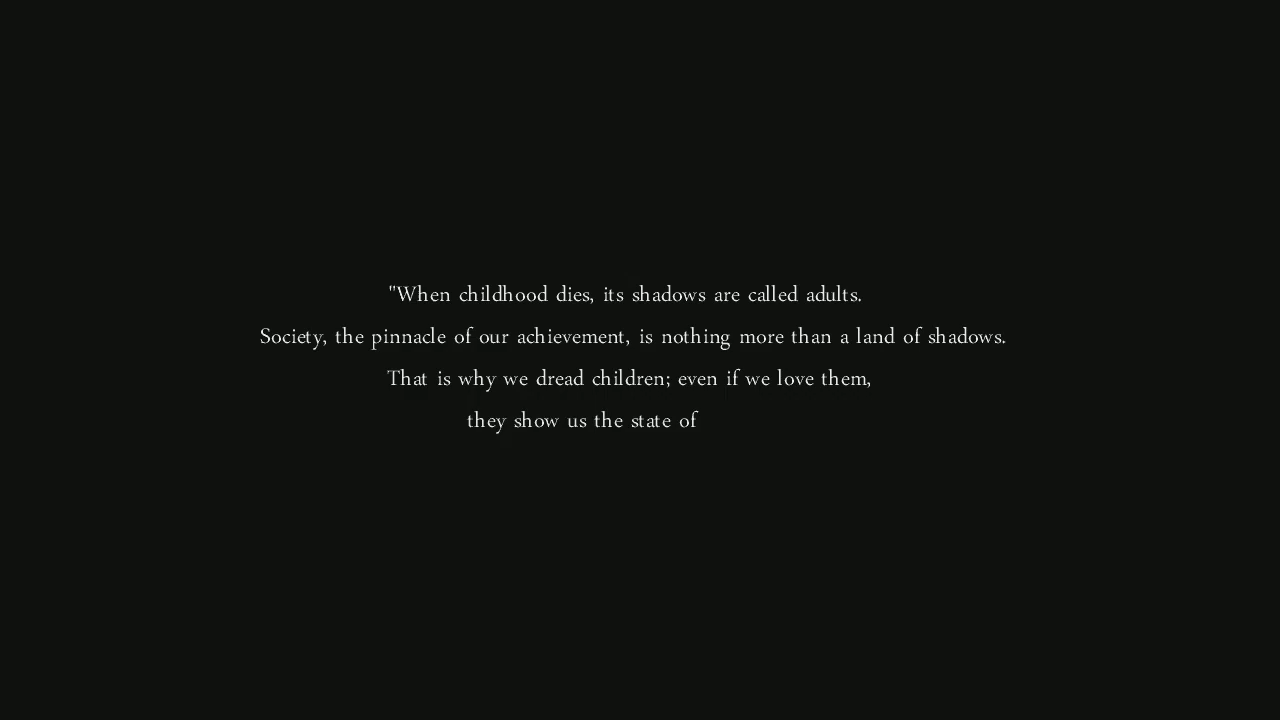 "When childhood dies, its shadows are called adults.
Society, the pinnacle of our achievement, is nothing more than a land of shadows.
That is why we dread children; even if we love them,
they show us the state of